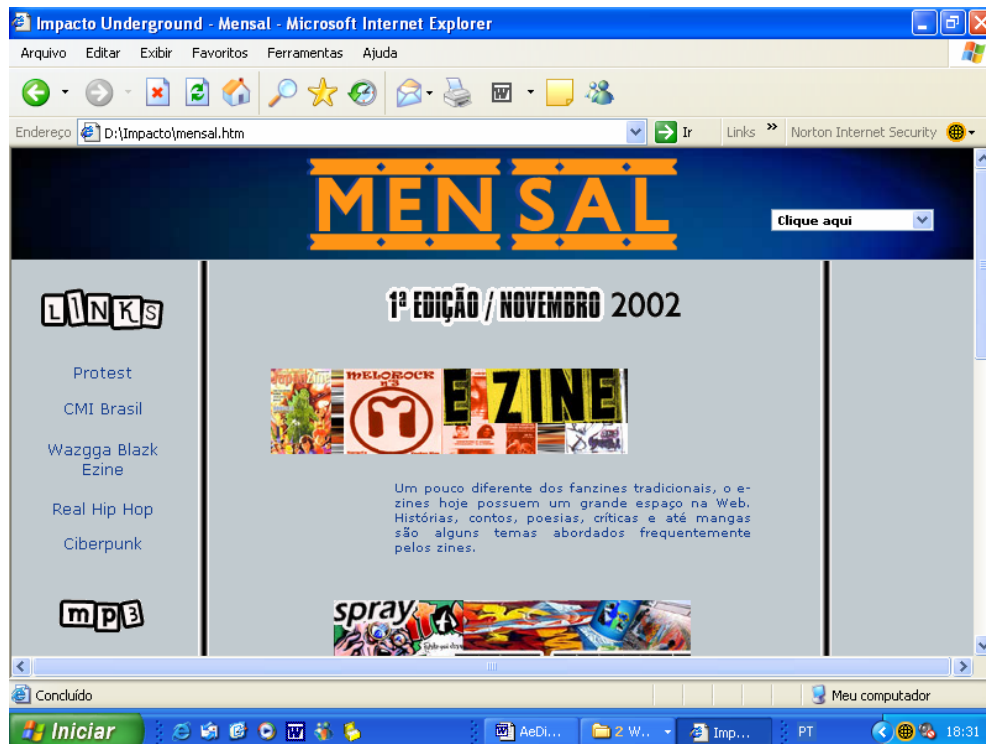 Impacto Underground - Mensal - Microsoft Internet Explorer
Arquivo Editar Exibir Favoritos Ferramentas Ajuda
Endereço D:\Impacto\mensal.htm Ir Links » Norton Internet Security
MENSAL
Clique aqui
LINKS
1ª EDIÇÃO / NOVEMBRO 2002
Protest
CMI Brasil
Wazgga Blazk
Ezine
Real Hip Hop
Ciberpunk
MELOROCK
nº3
E ZINE
Um pouco diferente dos fanzines tradicionais, o e-
zines hoje possuem um grande espaço na Web.
Histórias, contos, poesias, críticas e até mangas
são alguns temas abordados frequentemente
pelos zines.
mp3
spray
Concluído Meu computador
Iniciar AeDi... 2 W... Imp... PT 18:31